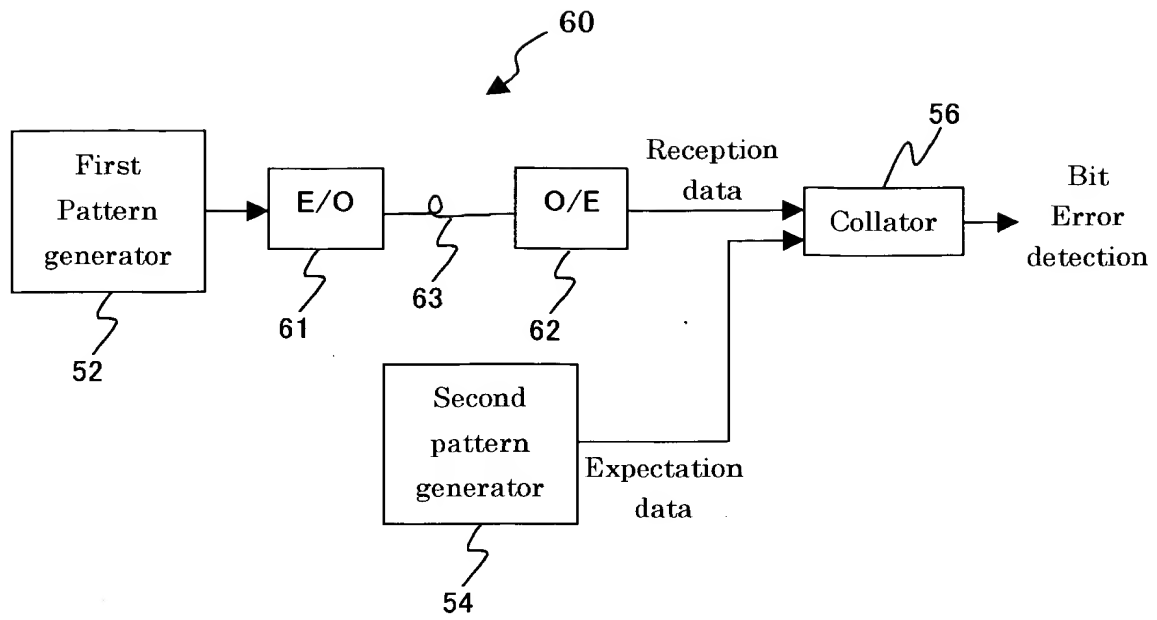 60
First
Pattern
generator
52
E/O
61
63
O/E
62
Reception
data
56
Collator
Bit
Error
detection
Second
pattern
generator
54
Expectation
data